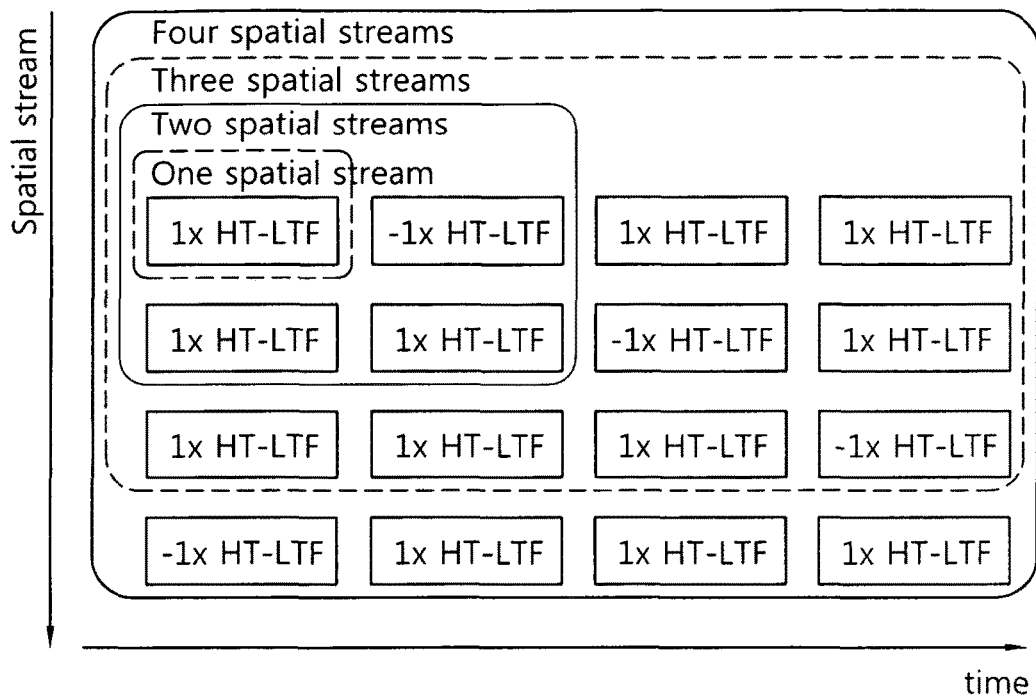 Spatial stream
Four spatial streams
Three spatial streams
Two spatial streams
One spatial stream
1x HT-LTF -1x HT-LTF 1x HT-LTF 1x HT-LTF
1x HT-LTF 1x HT-LTF -1x HT-LTF 1x HT-LTF
1x HT-LTF 1x HT-LTF 1x HT-LTF -1x HT-LTF
-1x HT-LTF 1x HT-LTF 1x HT-LTF 1x HT-LTF
time